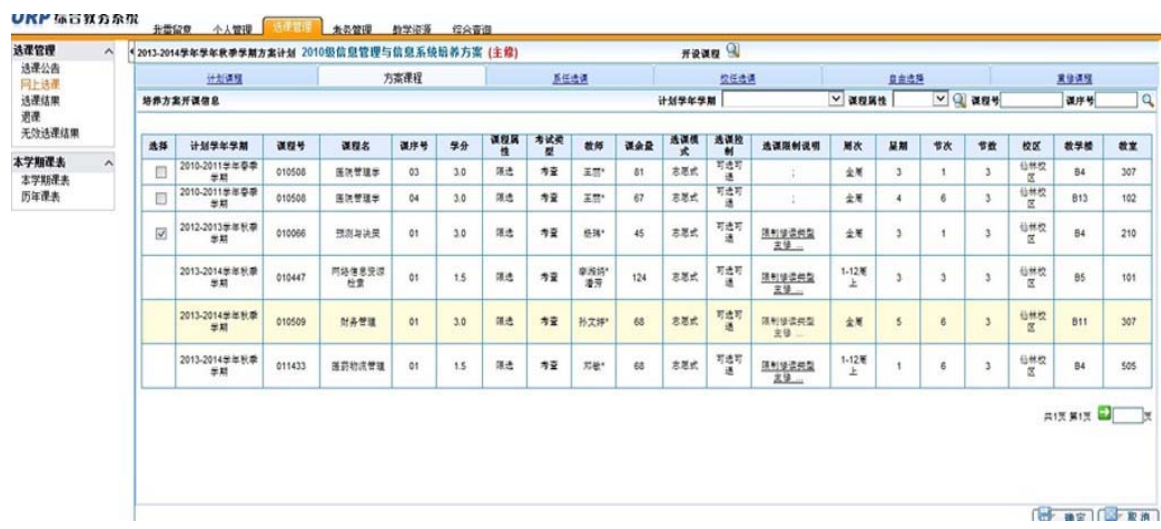 URP综合教务系统
我要留言 个人管理 选课管理 考务管理 教学资源 综合查询
选课管理
选课公告
网上选课
选课结果
退课
无效选课结果
本学期课表
本学期课表
历年课表
2013-2014学年学年秋季学期方案计划 2010级信息管理与信息系统培养方案 (主修) 开设课程
计划课程 方案课程 系任选课 校任选课 自由选择 重修课程
培养方案开课信息 计划学年学期 课程属性 课程号 课序号
选择 计划学年学期 课程号 课程名 课序号 学分 课程属性 考试类型 教师 课余量 选课模式 选课控制 选课限制说明 周次 星期 节次 节数 校区 教学楼 教室
2010-2011学年春季学期 010508 医院管理学 03 3.0 限选 考查 81 志愿式 可选可退 ; 全周 3 1 3 仙林校区 B4 307
2010-2011学年春季学期 010508 医院管理学 04 3.0 限选 考查 67 志愿式 可选可退 ; 全周 4 6 3 仙林校区 B13 102
2012-2013学年秋季学期 010066 预测与决策 01 3.0 限选 考查 杨琦* 45 志愿式 可选可退 限制修读类型 主修 ... 全周 3 1 3 仙林校区 B4 210
2013-2014学年秋季学期 010447 网络信息资源检索 01 1.5 限选 考查 124 志愿式 可选可退 限制修读类型 主修 ... 1-12周上 3 3 3 仙林校区 B5 101
2013-2014学年秋季学期 010509 财务管理 01 3.0 限选 考查 孙文婷* 68 志愿式 可选可退 限制修读类型 主修 ... 全周 5 6 3 仙林校区 B11 307
2013-2014学年秋季学期 011433 医药物流管理 01 1.5 限选 考查 邓敏* 68 志愿式 可选可退 限制修读类型 主修 ... 1-12周上 1 6 3 仙林校区 B4 505
共1页 第1页 页
确定 取消